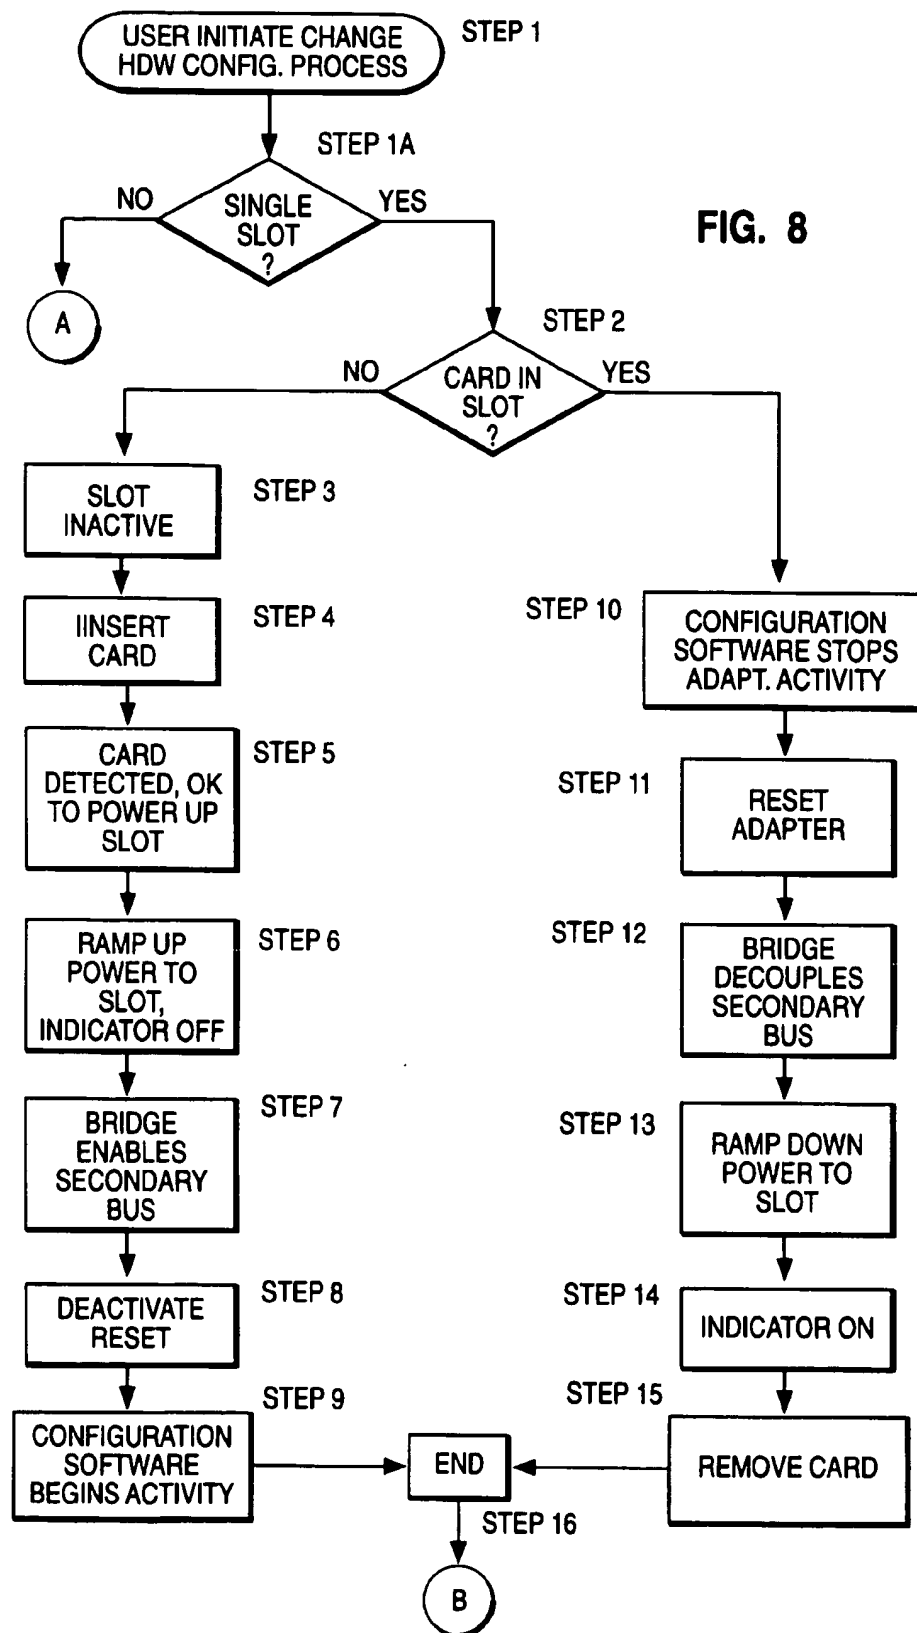 USER INITIATE CHANGE
HDW CONFIG. PROCESS
STEP 1
STEP 1A
NO
SINGLE
SLOT
?
YES
FIG. 8
A
STEP 2
NO
CARD IN
SLOT
?
YES
SLOT
INACTIVE
STEP 3
IINSERT
CARD
STEP 4
CARD
DETECTED, OK
TO POWER UP
SLOT
STEP 5
RAMP UP
POWER TO
SLOT,
INDICATOR OFF
STEP 6
BRIDGE
ENABLES
SECONDARY
BUS
STEP 7
DEACTIVATE
RESET
STEP 8
CONFIGURATION
SOFTWARE
BEGINS ACTIVITY
STEP 9
STEP 10
CONFIGURATION
SOFTWARE STOPS
ADAPT. ACTIVITY
STEP 11
RESET
ADAPTER
STEP 12
BRIDGE
DECOUPLES
SECONDARY
BUS
STEP 13
RAMP DOWN
POWER TO
SLOT
STEP 14
INDICATOR ON
STEP 15
REMOVE CARD
END
STEP 16
B